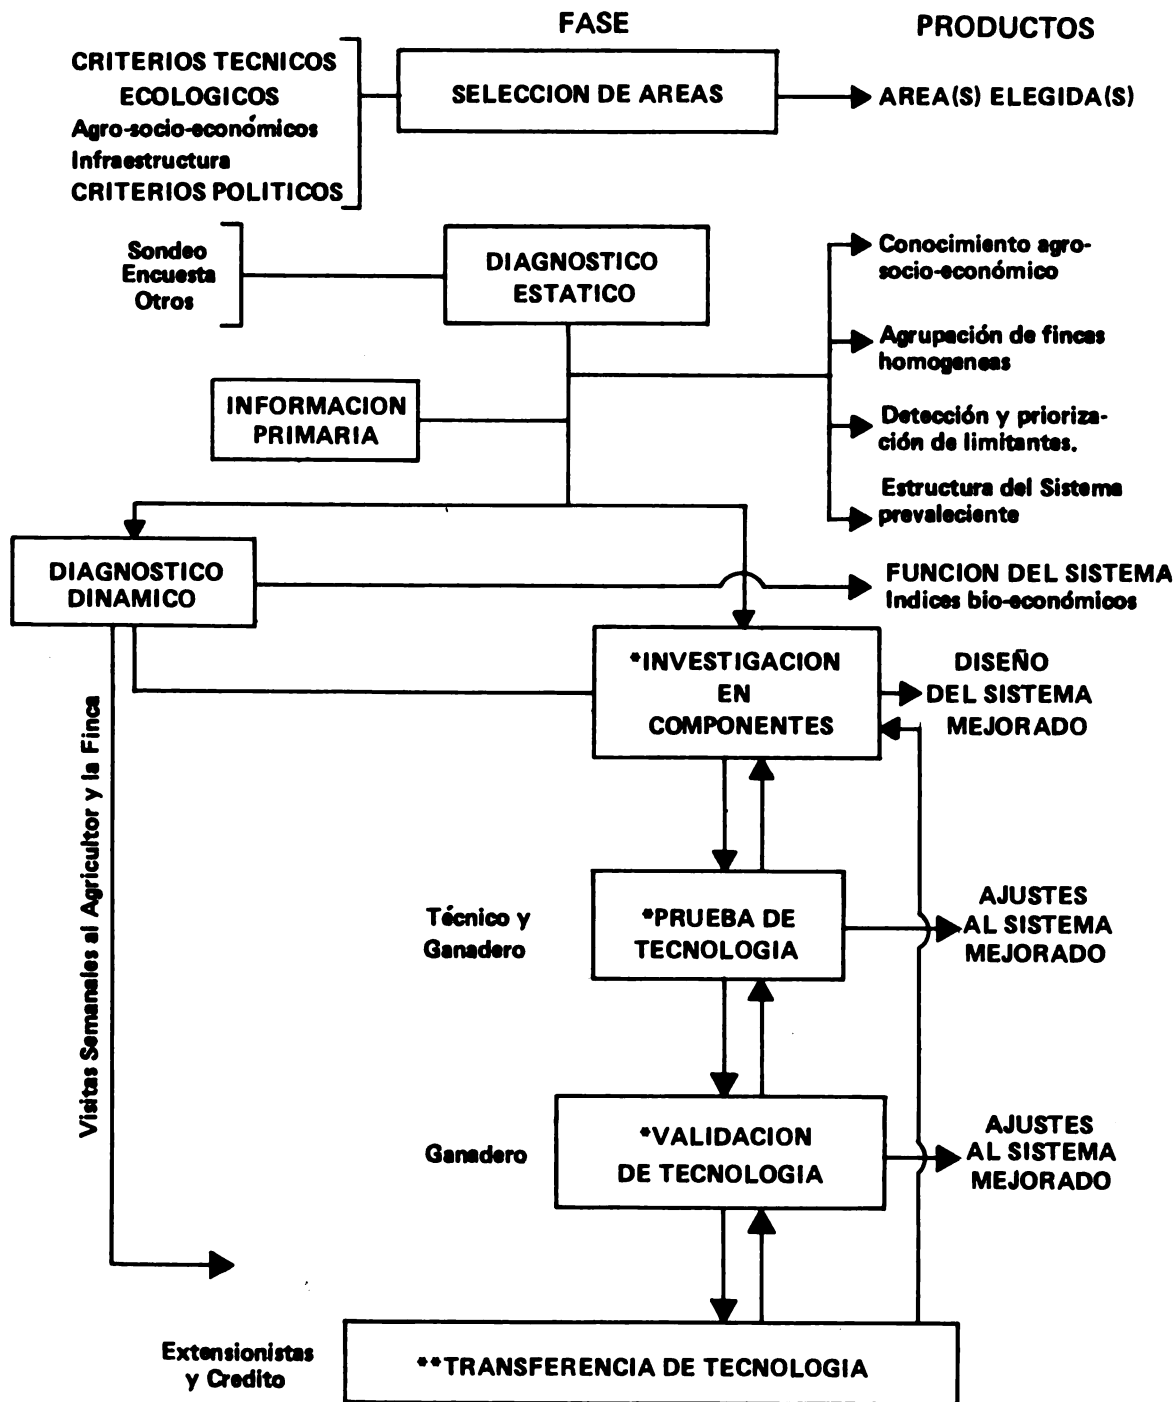 FASE
PRODUCTOS
CRITERIOS TECNICOS
ECOLOGICOS
Agro-socio-económicos
Infraestructura
CRITERIOS POLITICOS
SELECCION DE AREAS
AREA(S) ELEGIDA(S)
Sondeo
Encuesta
Otros
DIAGNOSTICO
ESTATICO
Conocimiento agro-
socio-económico
Agrupación de fincas
homogeneas
Detección y prioriza-
ción de limitantes.
Estructura del Sistema
prevaleciente
INFORMACION
PRIMARIA
DIAGNOSTICO
DINAMICO
FUNCION DEL SISTEMA
Indices bio-económicos
*INVESTIGACION
EN
COMPONENTES
DISEÑO
DEL SISTEMA
MEJORADO
Visitas Semanales al Agricultor y la Finca
Técnico y
Ganadero
*PRUEBA DE
TECNOLOGIA
AJUSTES
AL SISTEMA
MEJORADO
Ganadero
*VALIDACION
DE TECNOLOGIA
AJUSTES
AL SISTEMA
MEJORADO
Extensionistas
y Credito
**TRANSFERENCIA DE TECNOLOGIA